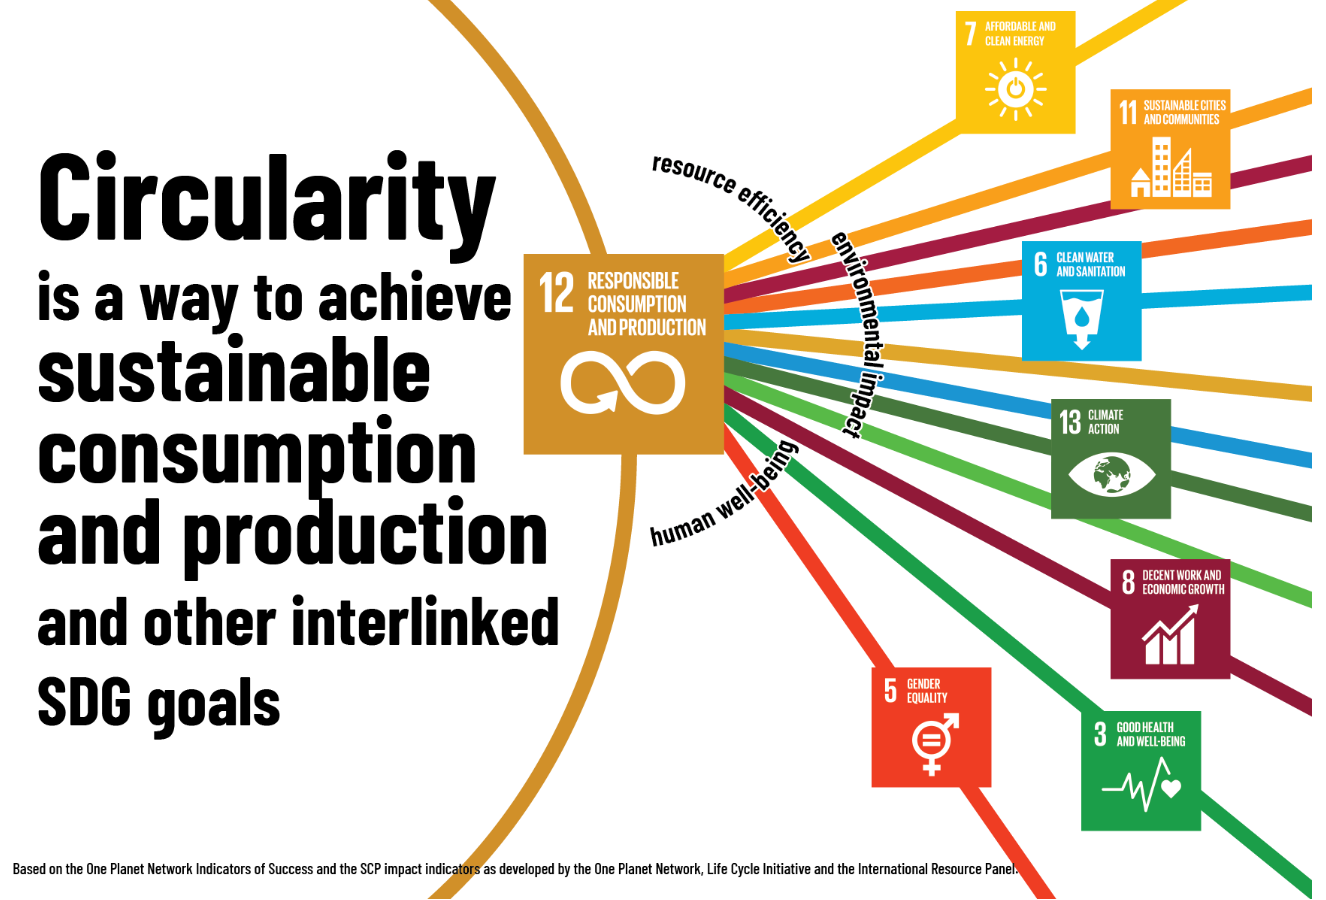 Circularity
is a way to achieve
sustainable
consumption
and production
and other interlinked
SDG goals
12 RESPONSIBLE
CONSUMPTION
AND PRODUCTION
resource efficiency
environmental impact
human well-being
7 AFFORDABLE AND
CLEAN ENERGY
11 SUSTAINABLE CITIES
AND COMMUNITIES
6 CLEAN WATER
AND SANITATION
13 CLIMATE
ACTION
8 DECENT WORK AND
ECONOMIC GROWTH
5 GENDER
EQUALITY
3 GOOD HEALTH
AND WELL-BEING
Based on the One Planet Network Indicators of Success and the SCP impact indicators as developed by the One Planet Network, Life Cycle Initiative and the International Resource Panel.